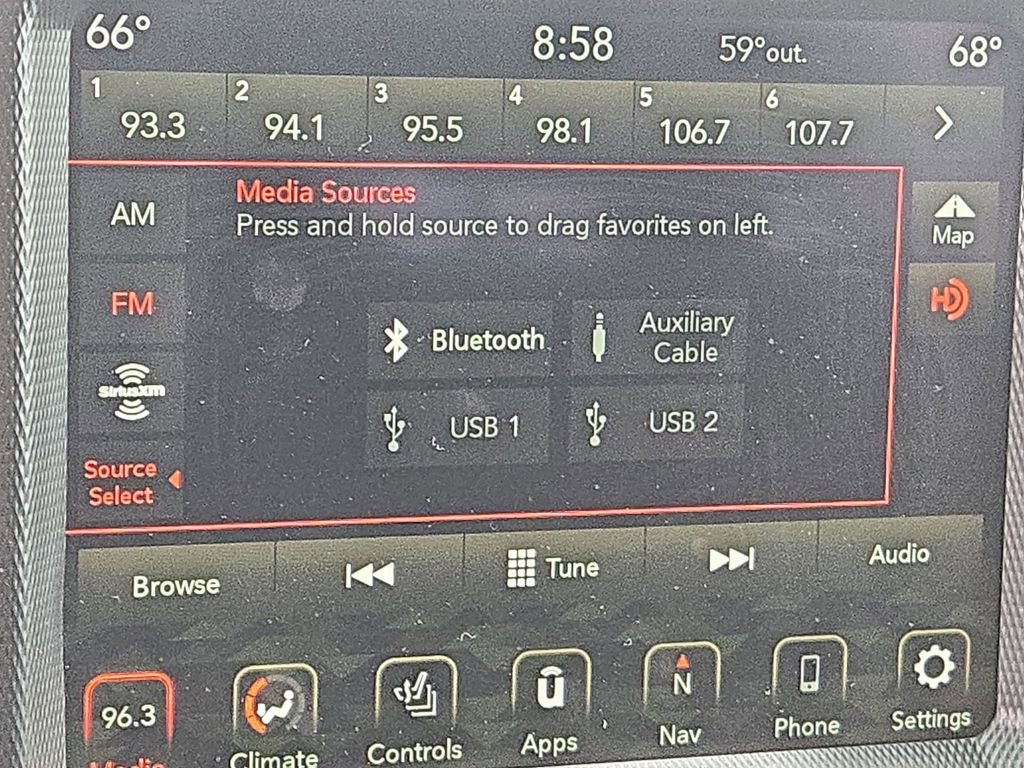 66° 8:58 59°out. 68°
1 2 3 4 5 6
93.3 94.1 95.5 98.1 106.7 107.7
Media Sources
Press and hold source to drag favorites on left.
AM
FM
SiriusXM
Source
Select
Bluetooth
Auxiliary
Cable
USB 1
USB 2
Map
HD
Browse Tune Audio
96.3 u N
Media Climate Controls Apps Nav Phone Settings